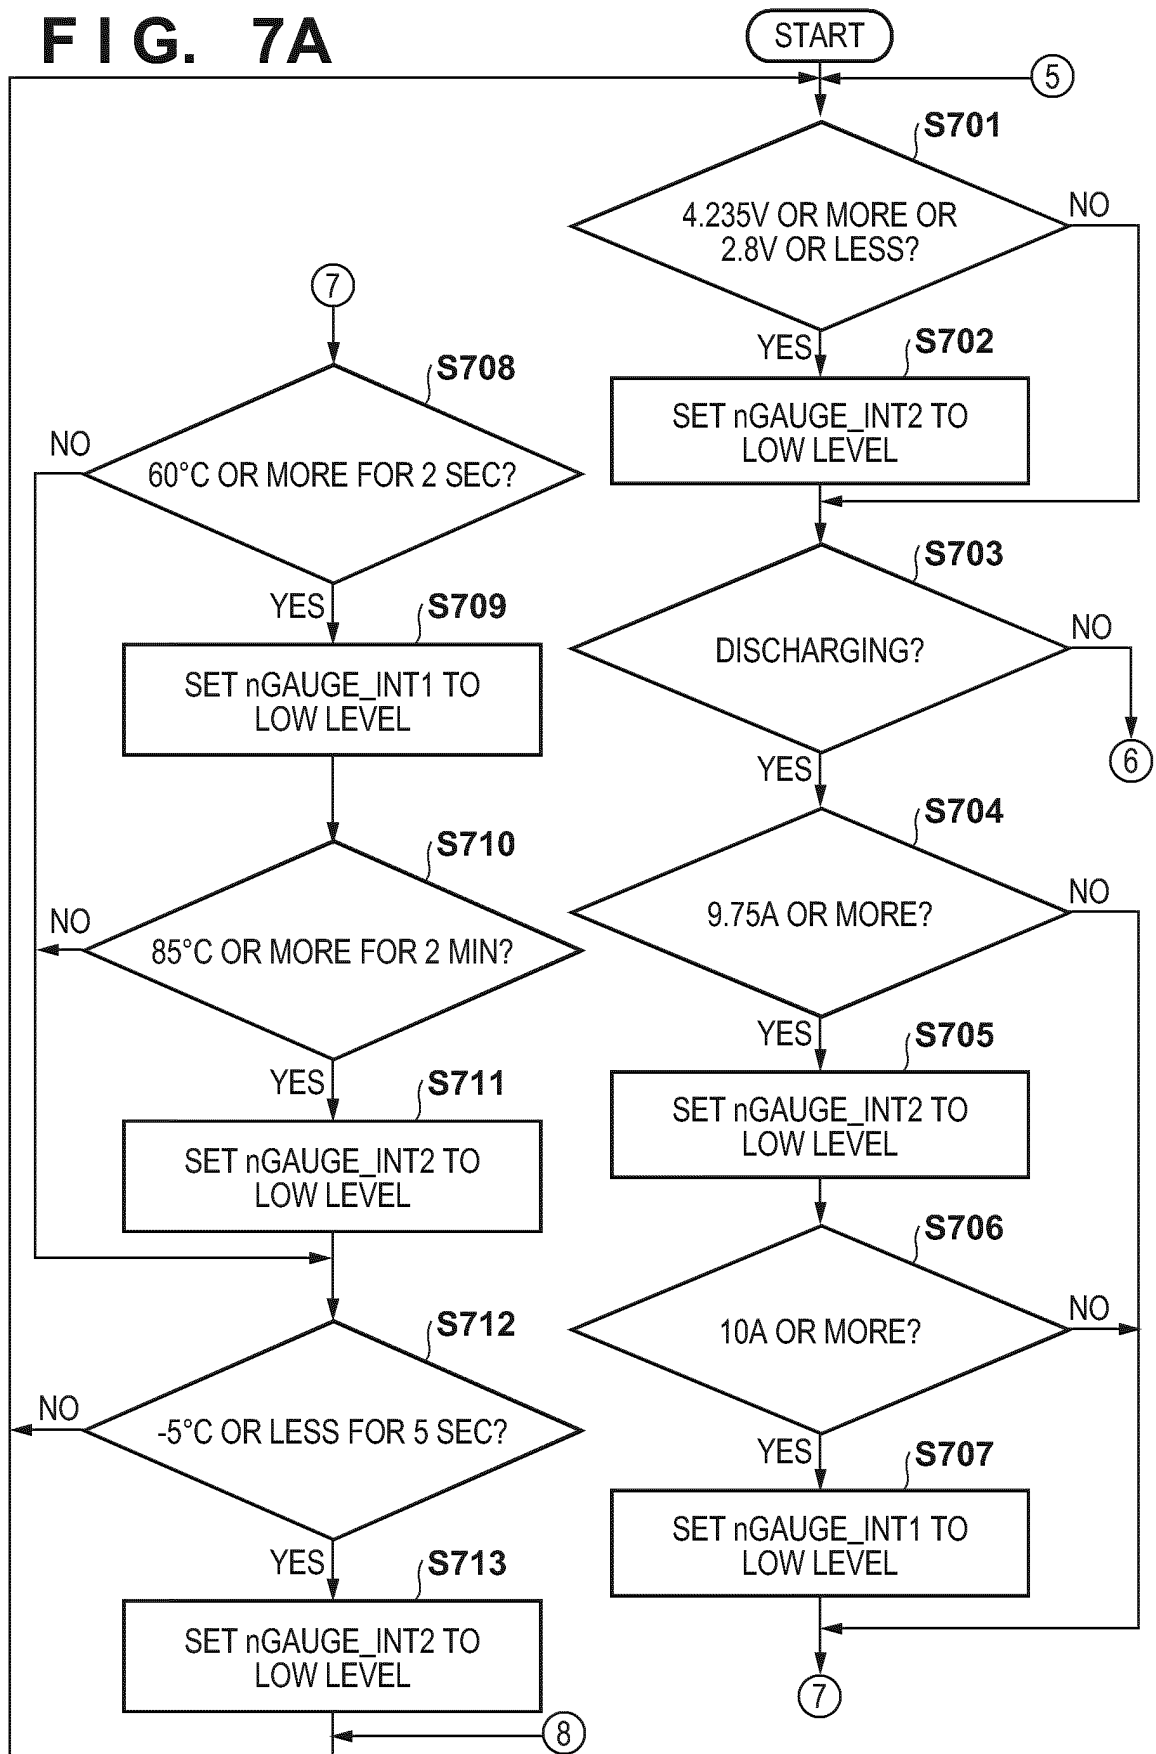 FIG. 7A
START
5
S701
4.235V OR MORE OR
2.8V OR LESS?
NO
YES
S702
SET nGAUGE_INT2 TO
LOW LEVEL
S703
DISCHARGING?
NO
6
YES
S704
9.75A OR MORE?
NO
YES
S705
SET nGAUGE_INT2 TO
LOW LEVEL
S706
10A OR MORE?
NO
YES
S707
SET nGAUGE_INT1 TO
LOW LEVEL
7
7
S708
60°C OR MORE FOR 2 SEC?
NO
YES
S709
SET nGAUGE_INT1 TO
LOW LEVEL
S710
85°C OR MORE FOR 2 MIN?
NO
YES
S711
SET nGAUGE_INT2 TO
LOW LEVEL
S712
-5°C OR LESS FOR 5 SEC?
NO
YES
S713
SET nGAUGE_INT2 TO
LOW LEVEL
8